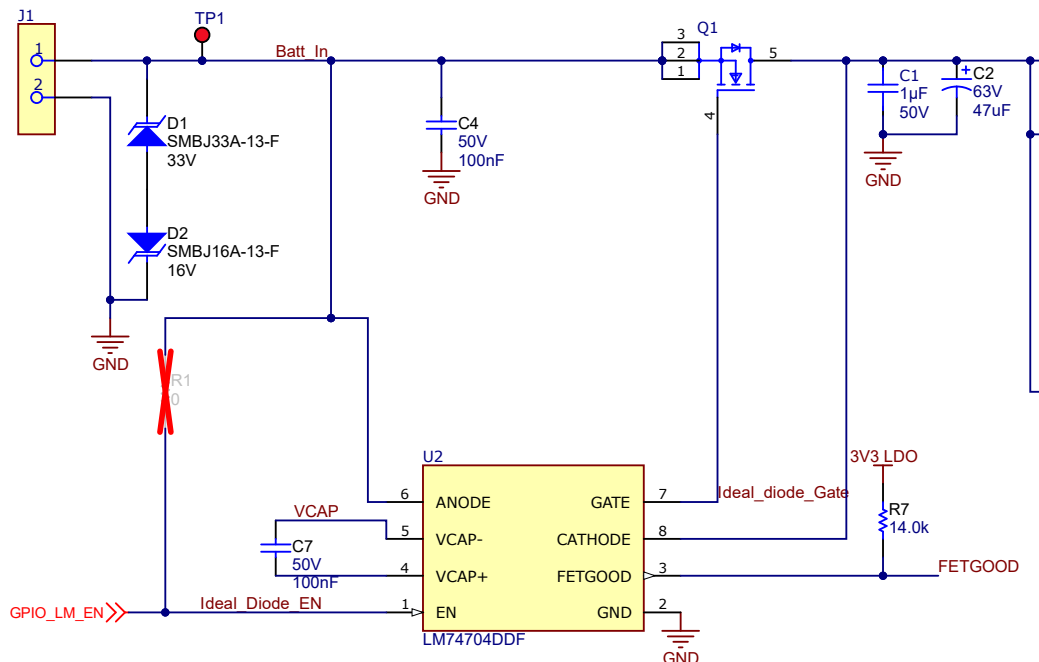 J1
1
2
TP1
Batt_In
D1
SMBJ33A-13-F
33V
D2
SMBJ16A-13-F
16V
GND
C4
50V
100nF
GND
Q1
3
2
1
5
4
C1
1µF
50V
C2
63V
47uF
+
GND
R1
0
U2
6
ANODE
5
VCAP-
4
VCAP+
1
EN
GATE
7
CATHODE
8
FETGOOD
3
GND
2
LM74704DDF
VCAP
C7
50V
100nF
GPIO_LM_EN
Ideal_Diode_EN
Ideal_diode_Gate
3V3 LDO
R7
14.0k
FETGOOD
GND